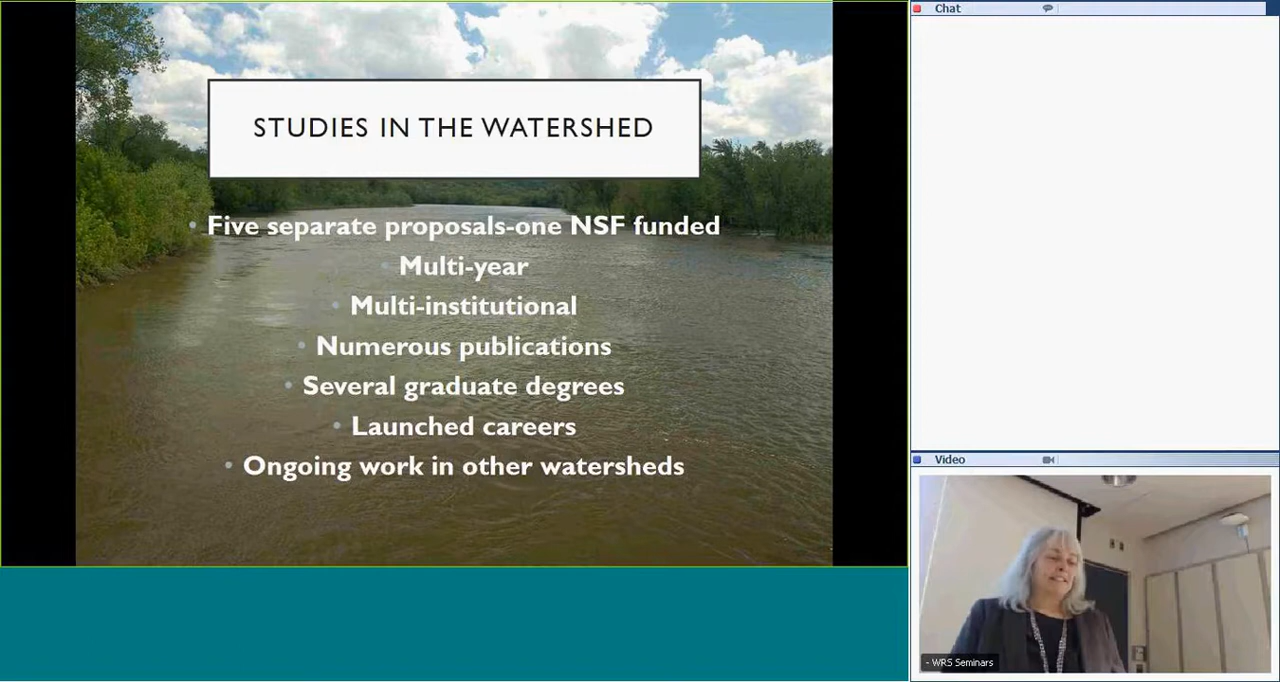 STUDIES IN THE WATERSHED
• Five separate proposals-one NSF funded
• Multi-year
• Multi-institutional
• Numerous publications
• Several graduate degrees
• Launched careers
• Ongoing work in other watersheds
Chat
Video
- WRS Seminars